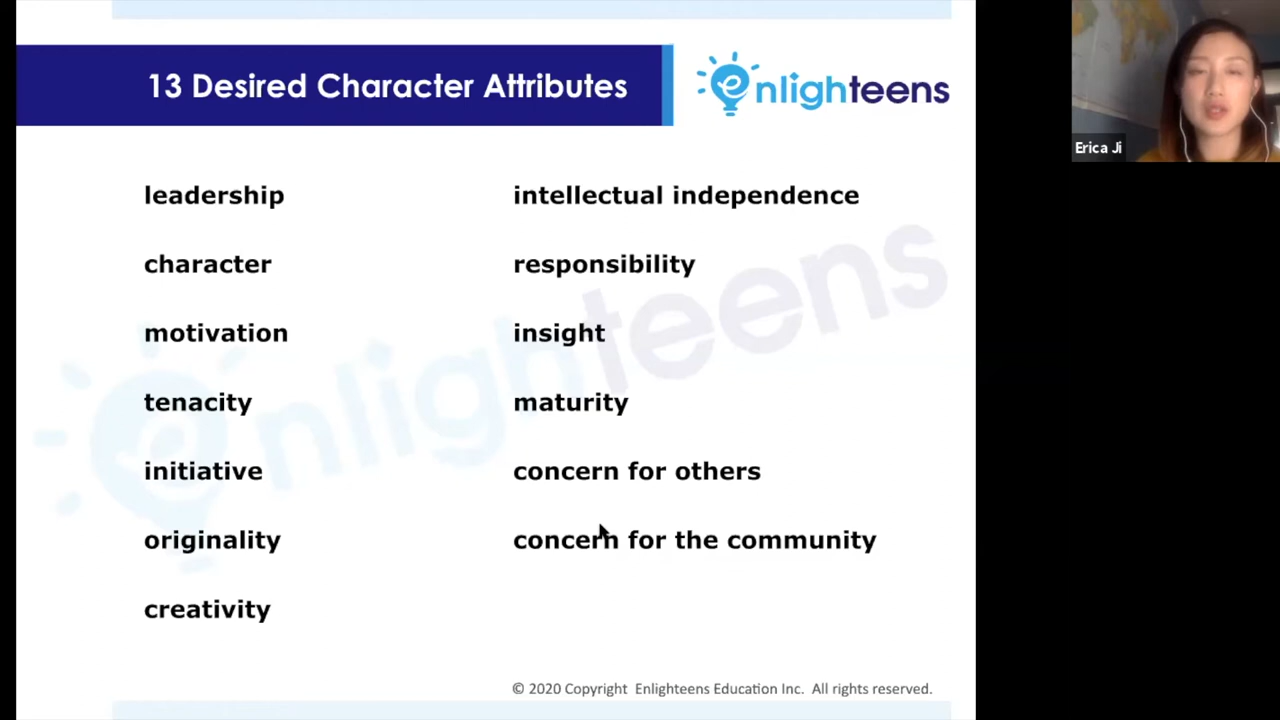 13 Desired Character Attributes
enlighteens
leadership
character
motivation
tenacity
initiative
originality
creativity
intellectual independence
responsibility
insight
maturity
concern for others
concern for the community
enlighteens
© 2020 Copyright Enlighteens Education Inc. All rights reserved.
Erica Ji